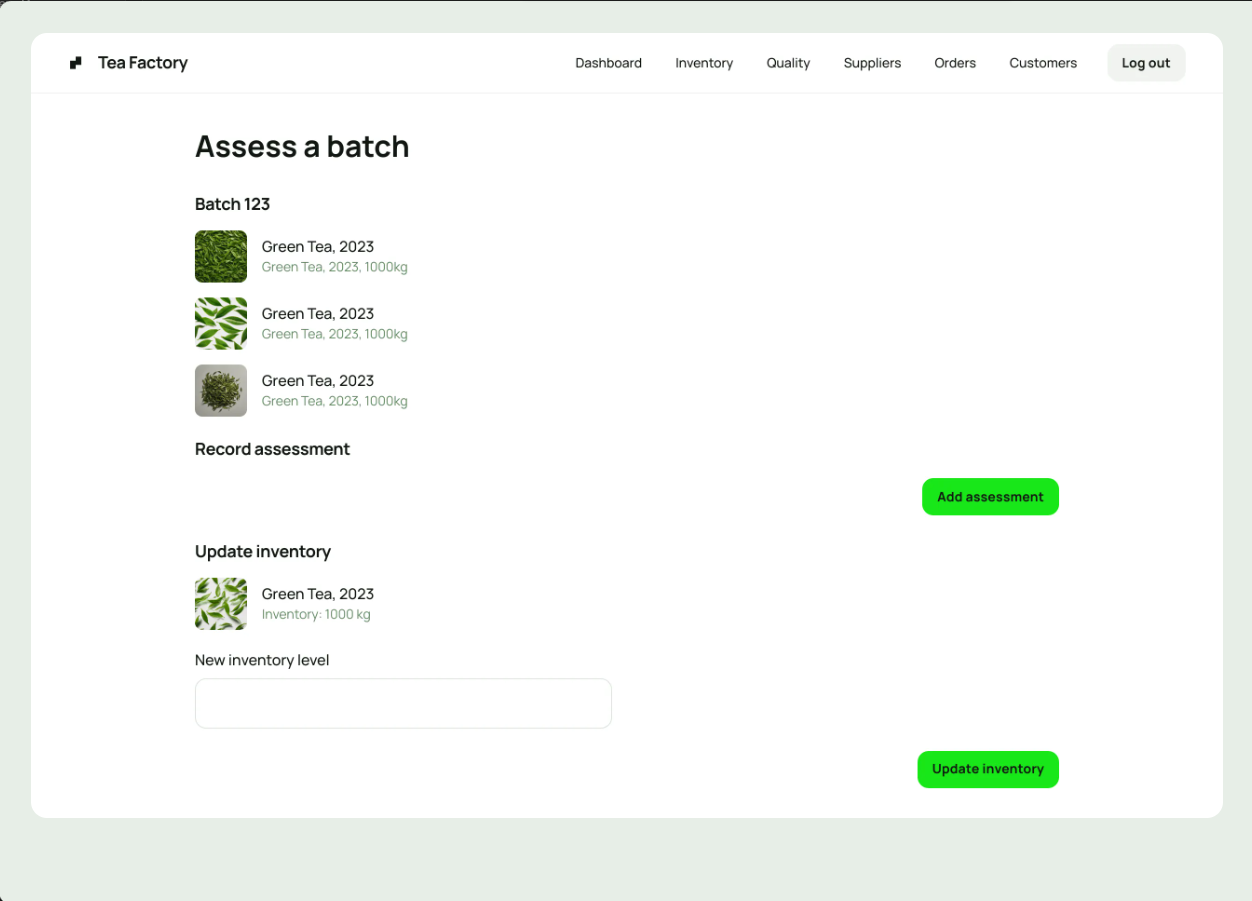 Tea Factory
Dashboard
Inventory
Quality
Suppliers
Orders
Customers
Log out
Assess a batch
Batch 123
Green Tea, 2023
Green Tea, 2023, 1000kg
Green Tea, 2023
Green Tea, 2023, 1000kg
Green Tea, 2023
Green Tea, 2023, 1000kg
Record assessment
Add assessment
Update inventory
Green Tea, 2023
Inventory: 1000 kg
New inventory level
Update inventory